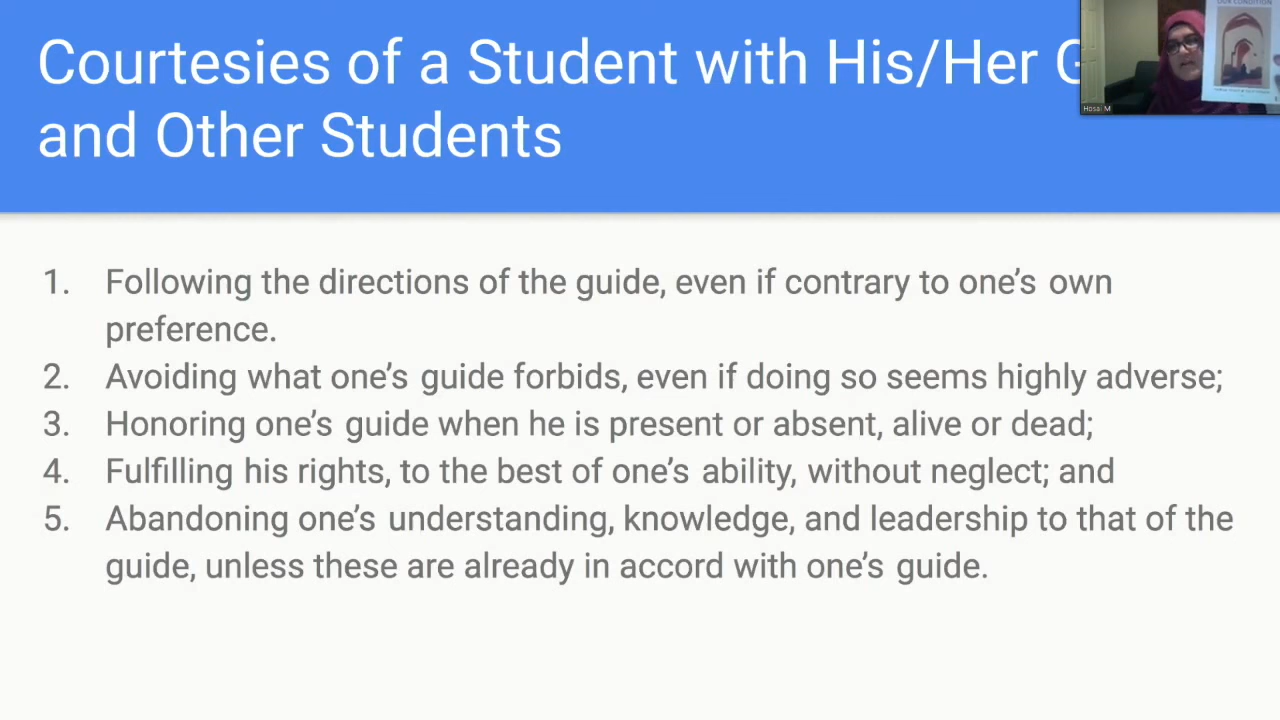 Courtesies of a Student with His/Her
and Other Students
OUR CONDITION
Hosai M
1. Following the directions of the guide, even if contrary to one's own
preference.
2. Avoiding what one's guide forbids, even if doing so seems highly adverse;
3. Honoring one's guide when he is present or absent, alive or dead;
4. Fulfilling his rights, to the best of one's ability, without neglect; and
5. Abandoning one's understanding, knowledge, and leadership to that of the
guide, unless these are already in accord with one's guide.